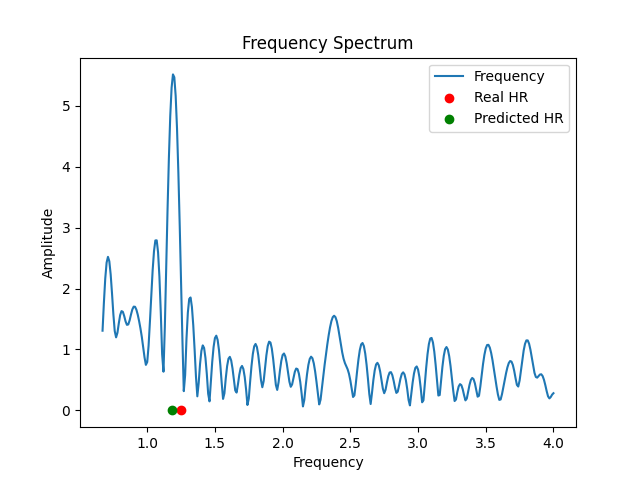 Frequency Spectrum
Frequency
Real HR
Predicted HR
Amplitude
5
4
3
2
1
0
1.0 1.5 2.0 2.5 3.0 3.5 4.0
Frequency